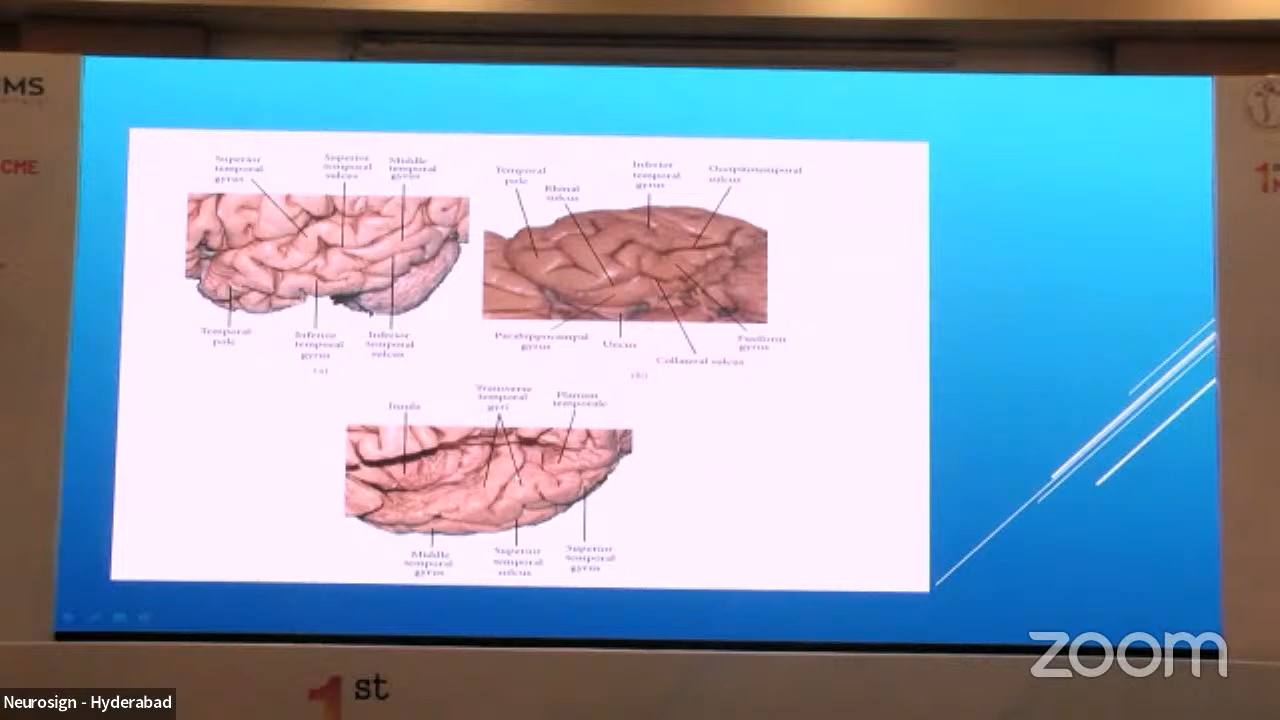 IMS
CME
Superior
temporal
gyrus
Superior
temporal
sulcus
Middle
temporal
gyrus
Temporal
pole
Inferior
temporal
gyrus
Inferior
temporal
sulcus
(a)
Temporal
pole
Rhinal
sulcus
Inferior
temporal
gyrus
Occipitotemporal
sulcus
Parahippocampal
gyrus
Uncus
Collateral sulcus
Fusiform
gyrus
(b)
Insula
Transverse
temporal
gyri
Planum
temporale
Middle
temporal
gyrus
Superior
temporal
sulcus
Superior
temporal
gyrus
1st
zoom
Neurosign - Hyderabad